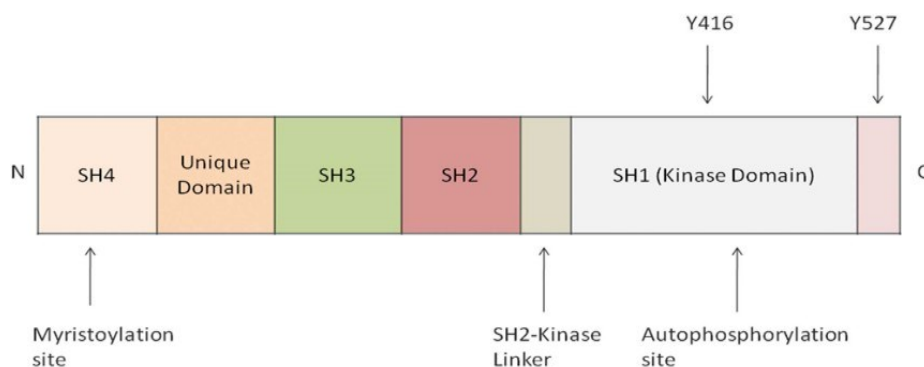 Y416 Y527
N SH4 Unique Domain SH3 SH2 SH1 (Kinase Domain) C
Myristoylation site
SH2-Kinase Linker
Autophosphorylation site